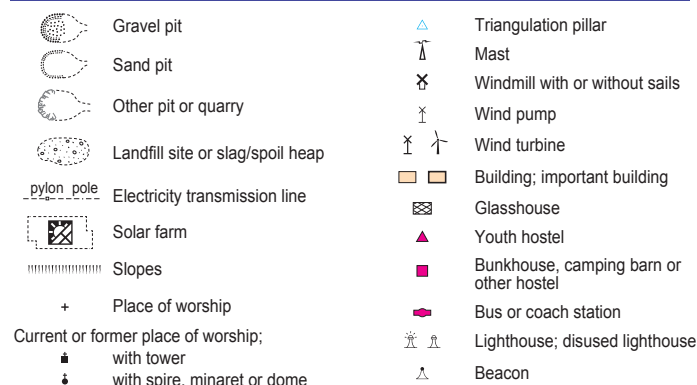 Gravel pit
Sand pit
Other pit or quarry
Landfill site or slag/spoil heap
pylon pole
Electricity transmission line
Solar farm
Slopes
Place of worship
Current or former place of worship;
with tower
with spire, minaret or dome
Triangulation pillar
Mast
Windmill with or without sails
Wind pump
Wind turbine
Building; important building
Glasshouse
Youth hostel
Bunkhouse, camping barn or
other hostel
Bus or coach station
Lighthouse; disused lighthouse
Beacon